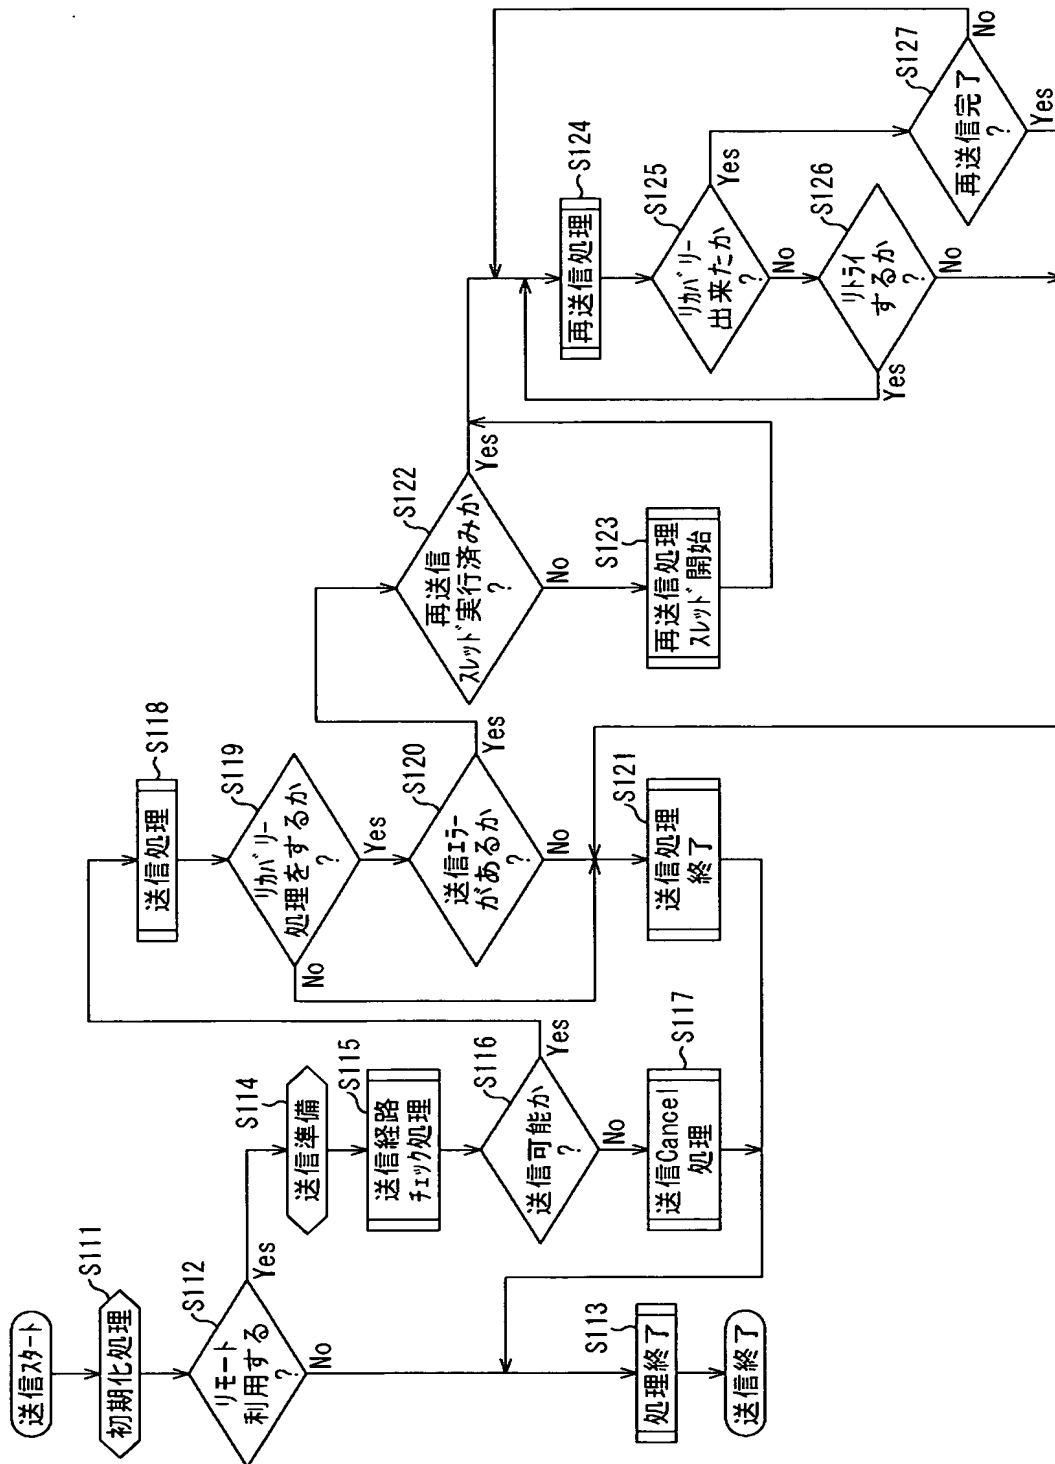 送信スタート
S111
初期化処理
S112
リモート
利用する
?
Yes
No
S113
処理終了
送信終了
S114
送信準備
S115
送信経路
チェック処理
S116
送信可能か
?
Yes
No
S117
送信Cancel
処理
S118
送信処理
S119
リカバリー
処理をするか
?
Yes
No
S120
送信エラー
があるか
?
Yes
No
S121
送信処理
終了
S122
再送信
スレッド実行済みか
?
Yes
No
S123
再送信処理
スレッド開始
S124
再送信処理
S125
リカバリー
出来たか
?
Yes
No
S126
リトライ
するか
?
Yes
No
S127
再送信完了
?
No
Yes